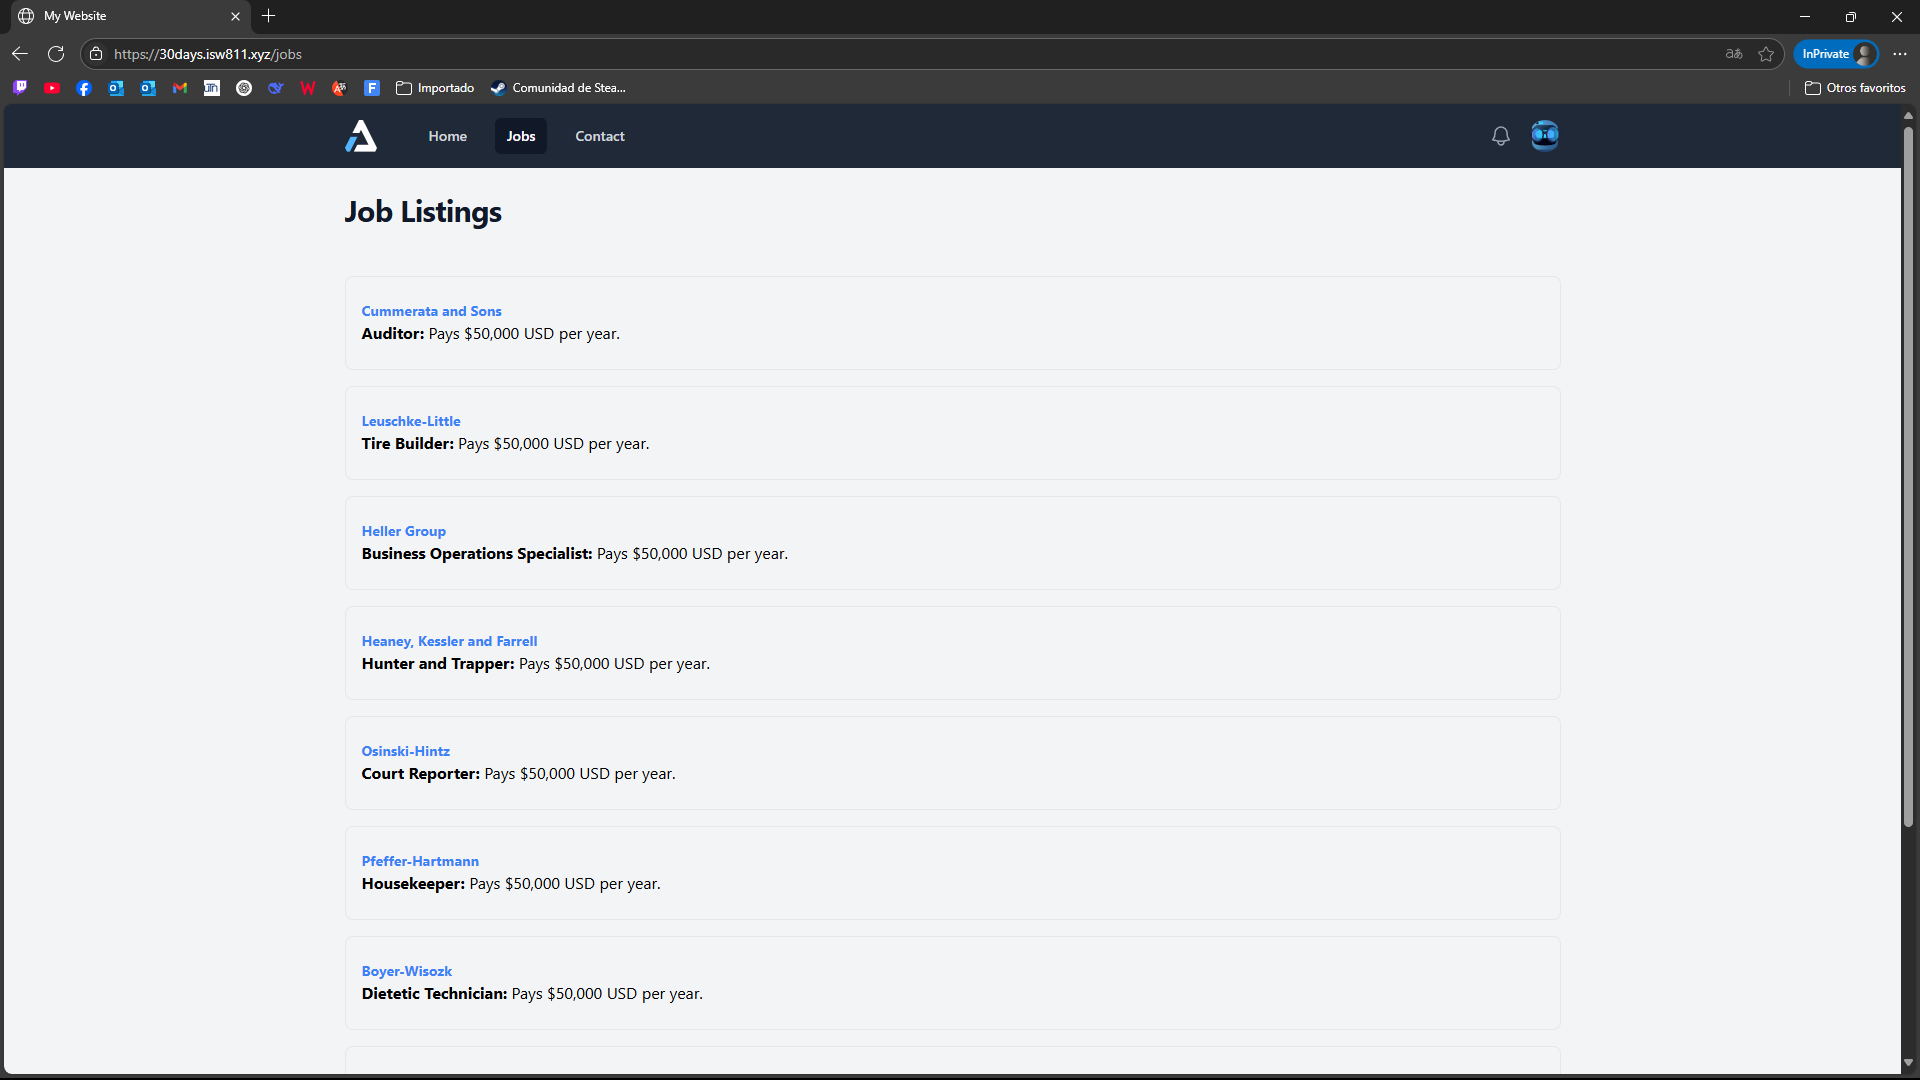 My Website
https://30days.isw811.xyz/jobs
InPrivate
Importado
Comunidad de Stea...
Otros favoritos
Home
Jobs
Contact
Job Listings
Cummerata and Sons
Auditor: Pays $50,000 USD per year.
Leuschke-Little
Tire Builder: Pays $50,000 USD per year.
Heller Group
Business Operations Specialist: Pays $50,000 USD per year.
Heaney, Kessler and Farrell
Hunter and Trapper: Pays $50,000 USD per year.
Osinski-Hintz
Court Reporter: Pays $50,000 USD per year.
Pfeffer-Hartmann
Housekeeper: Pays $50,000 USD per year.
Boyer-Wisozk
Dietetic Technician: Pays $50,000 USD per year.